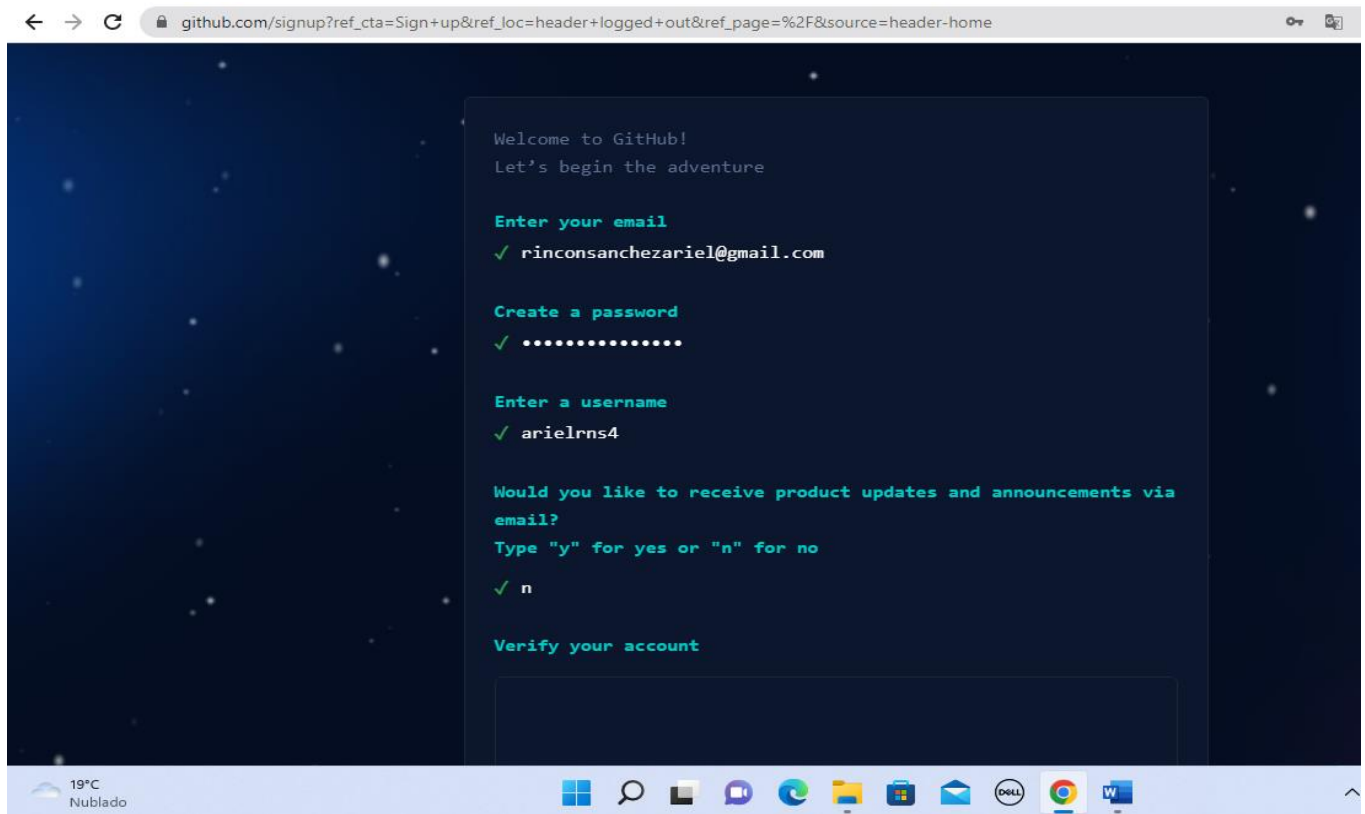 github.com/signup?ref_cta=Sign+up&ref_loc=header+logged+out&ref_page=%2F&source=header-home
Welcome to GitHub!
Let’s begin the adventure
Enter your email
✓ rinconsanchezariel@gmail.com
Create a password
✓ •••••••••••••••
Enter a username
✓ arielrns4
Would you like to receive product updates and announcements via
email?
Type "y" for yes or "n" for no
✓ n
Verify your account
19°C
Nublado
DELL
W